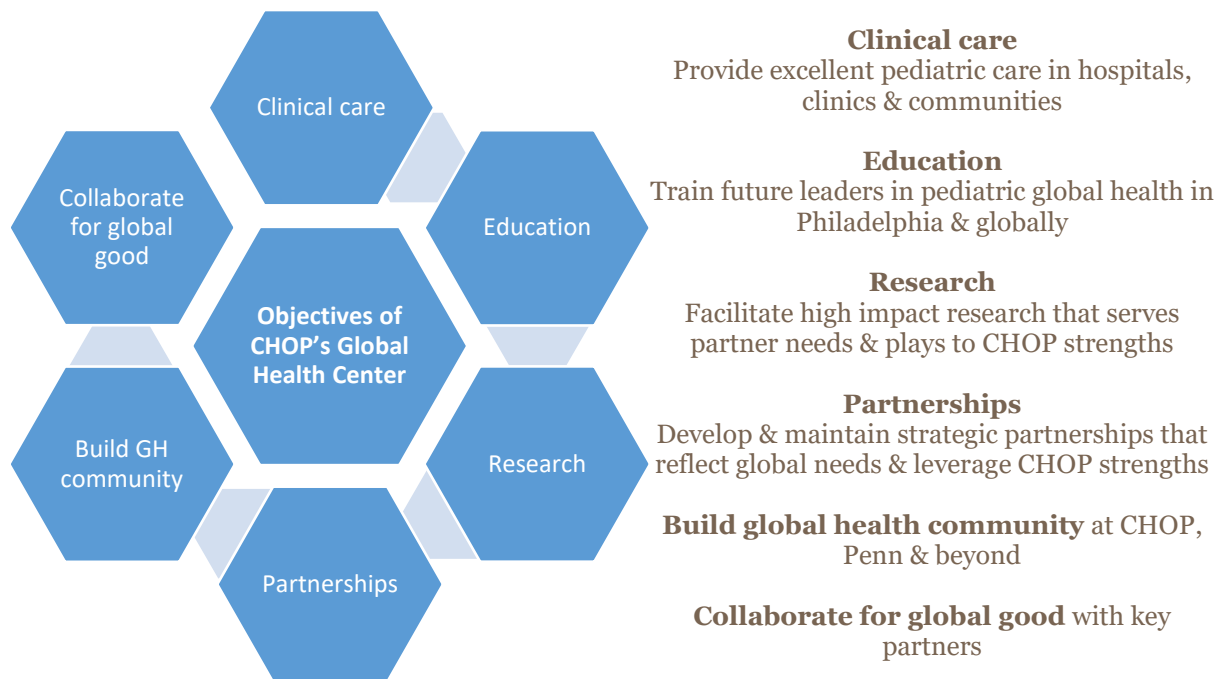 Clinical care
Education
Research
Partnerships
Build GH
community
Collaborate
for global
good
Objectives of
CHOP's Global
Health Center
Clinical care
Provide excellent pediatric care in hospitals,
clinics & communities
Education
Train future leaders in pediatric global health in
Philadelphia & globally
Research
Facilitate high impact research that serves
partner needs & plays to CHOP strengths
Partnerships
Develop & maintain strategic partnerships that
reflect global needs & leverage CHOP strengths
Build global health community at CHOP,
Penn & beyond
Collaborate for global good with key
partners